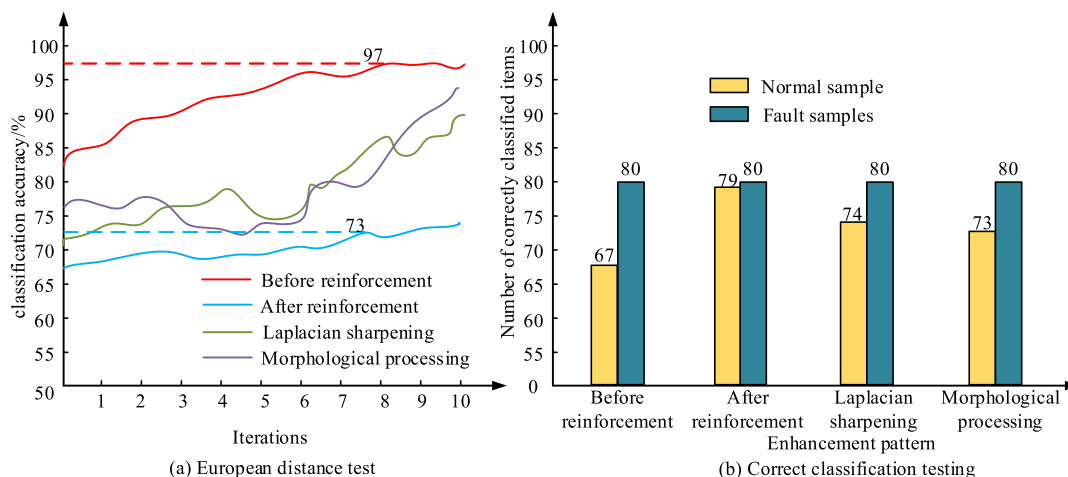 classification accuracy/%
100
95
90
85
80
75
70
65
60
55
50
97
73
Before reinforcement
After reinforcement
Laplacian sharpening
Morphological processing
1 2 3 4 5 6 7 8 9 10
Iterations
(a) European distance test
Number of correctly classified items
100
95
90
85
80
75
70
65
60
55
0
Normal sample
Fault samples
67 80 79 80 74 80 73 80
Before reinforcement
After reinforcement
Laplacian sharpening
Morphological processing
Enhancement pattern
(b) Correct classification testing